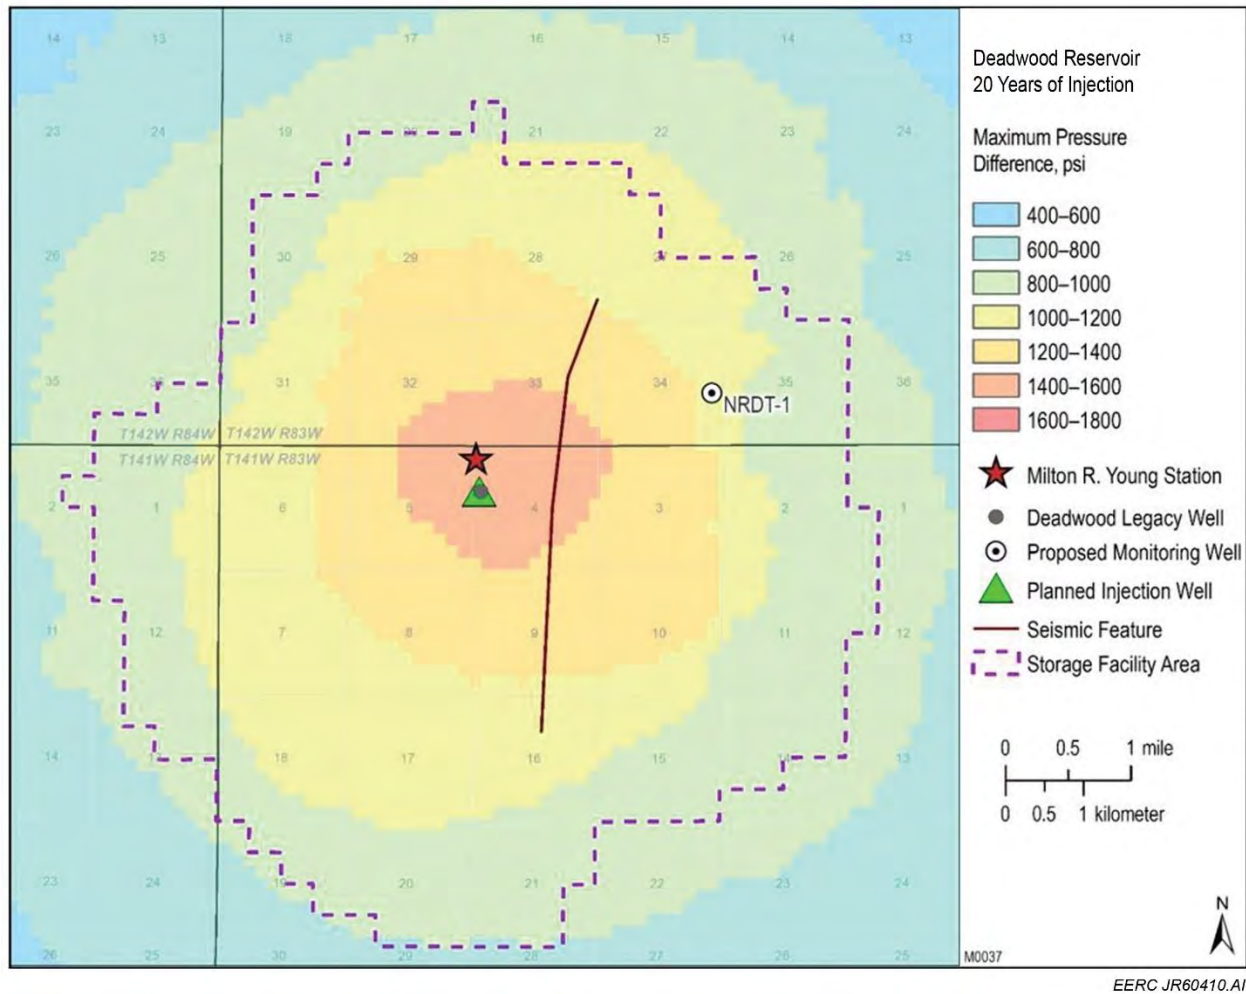 14 13 18 17 16 15 14 13
23 24 19 20 21 22 23 24
26 25 30 29 28 27 26 25
35 36 31 32 33 34 35 36
NRDT-1
T142W R84W T142W R83W
T141W R84W T141W R83W
2 1 6 5 4 3 2 1
11 12 7 8 9 10 11 12
14 13 18 17 16 15 14 13
23 24 19 20 21 22 23 24
25 30 29 28 27 26 25
Deadwood Reservoir
20 Years of Injection
Maximum Pressure
Difference, psi
400–600
600–800
800–1000
1000–1200
1200–1400
1400–1600
1600–1800
Milton R. Young Station
Deadwood Legacy Well
Proposed Monitoring Well
Planned Injection Well
Seismic Feature
Storage Facility Area
0 0.5 1 mile
0 0.5 1 kilometer
N
M0037
EERC JR60410.AI